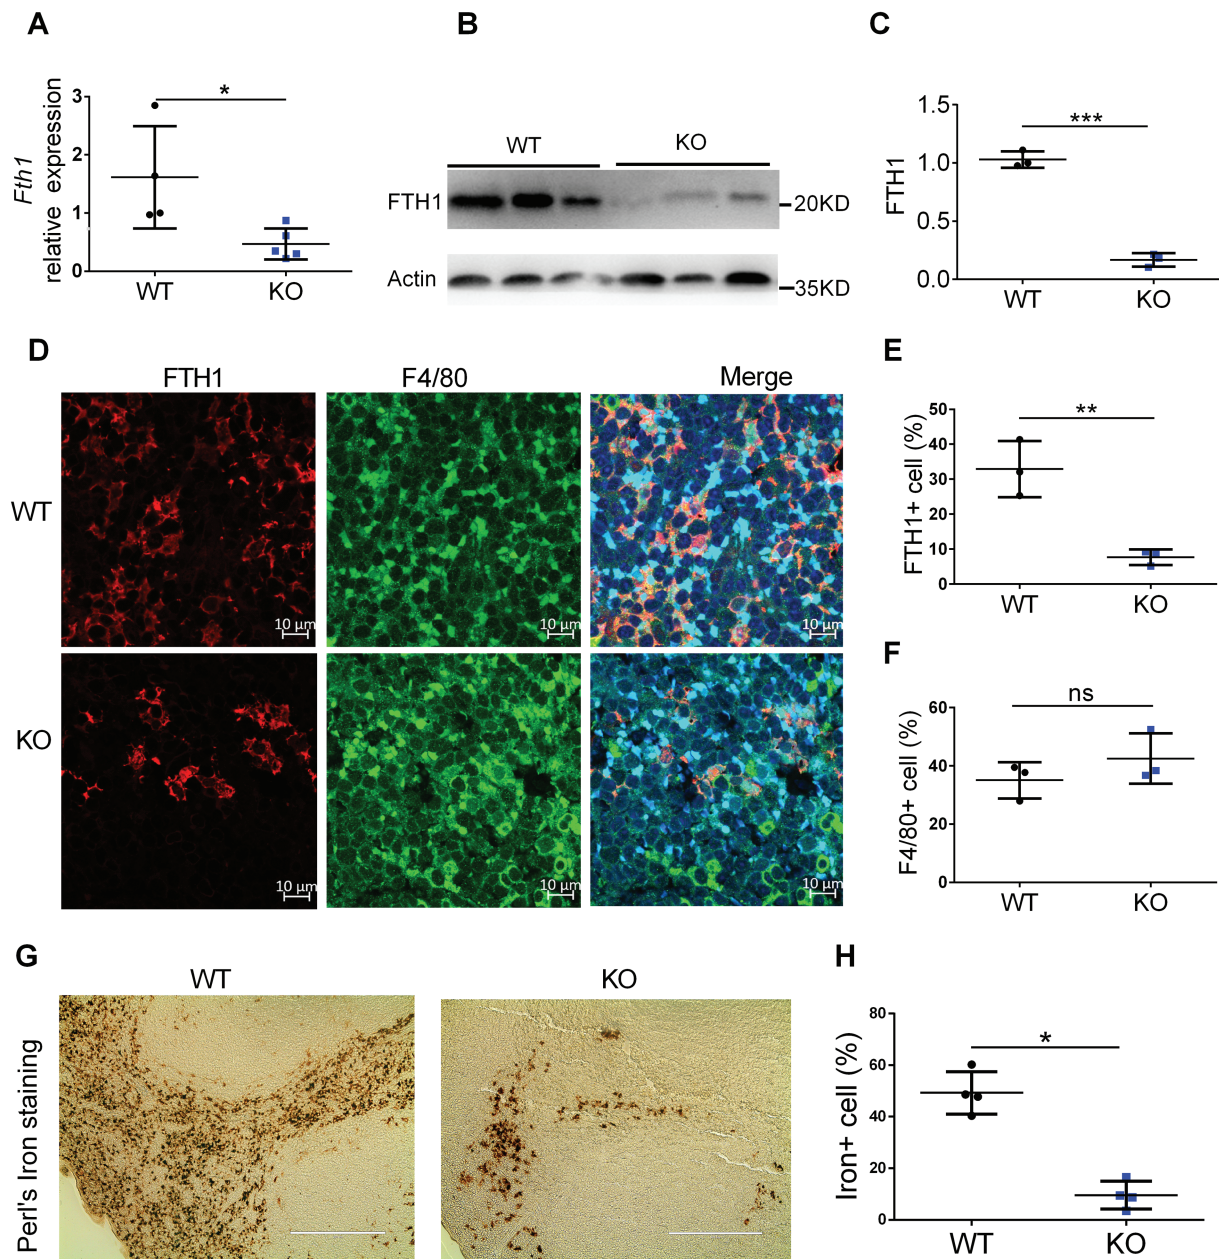 A
Fth1
relative expression
3
2
1
0
*
WT
KO
B
WT
KO
FTH1
20KD
Actin
35KD
C
FTH1
1.5
1.0
0.5
0.0
***
WT
KO
D
FTH1
F4/80
Merge
WT
10 µm
10 µm
10 µm
KO
10 µm
10 µm
10 µm
E
FTH1+ cell (%)
50
40
30
20
10
0
**
WT
KO
F
F4/80+ cell (%)
60
40
20
0
ns
WT
KO
G
WT
KO
Perl's Iron staining
H
Iron+ cell (%)
80
60
40
20
0
*
WT
KO